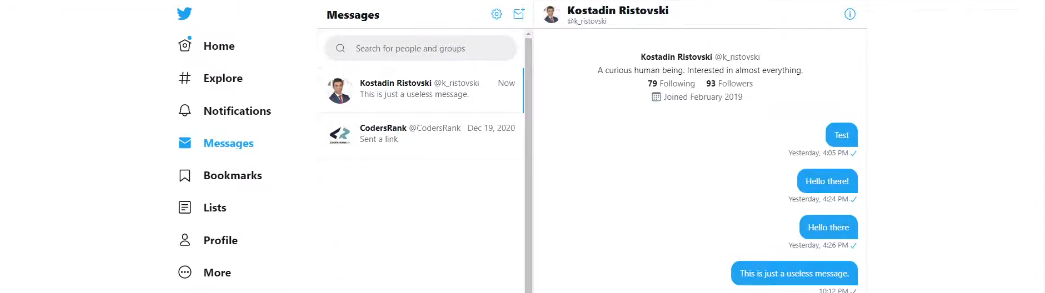 Home
Explore
Notifications
Messages
Bookmarks
Lists
Profile
More
Messages
Search for people and groups
Kostadin Ristovski @k_ristovski Now
This is just a useless message.
CodersRank @CodersRank Dec 19, 2020
Sent a link
Kostadin Ristovski
@k_ristovski
Kostadin Ristovski @k_ristovski
A curious human being. Interested in almost everything.
79 Following 93 Followers
Joined February 2019
Test
Yesterday, 4:05 PM
Hello there!
Yesterday, 4:24 PM
Hello there
Yesterday, 4:26 PM
This is just a useless message.
10:12 PM